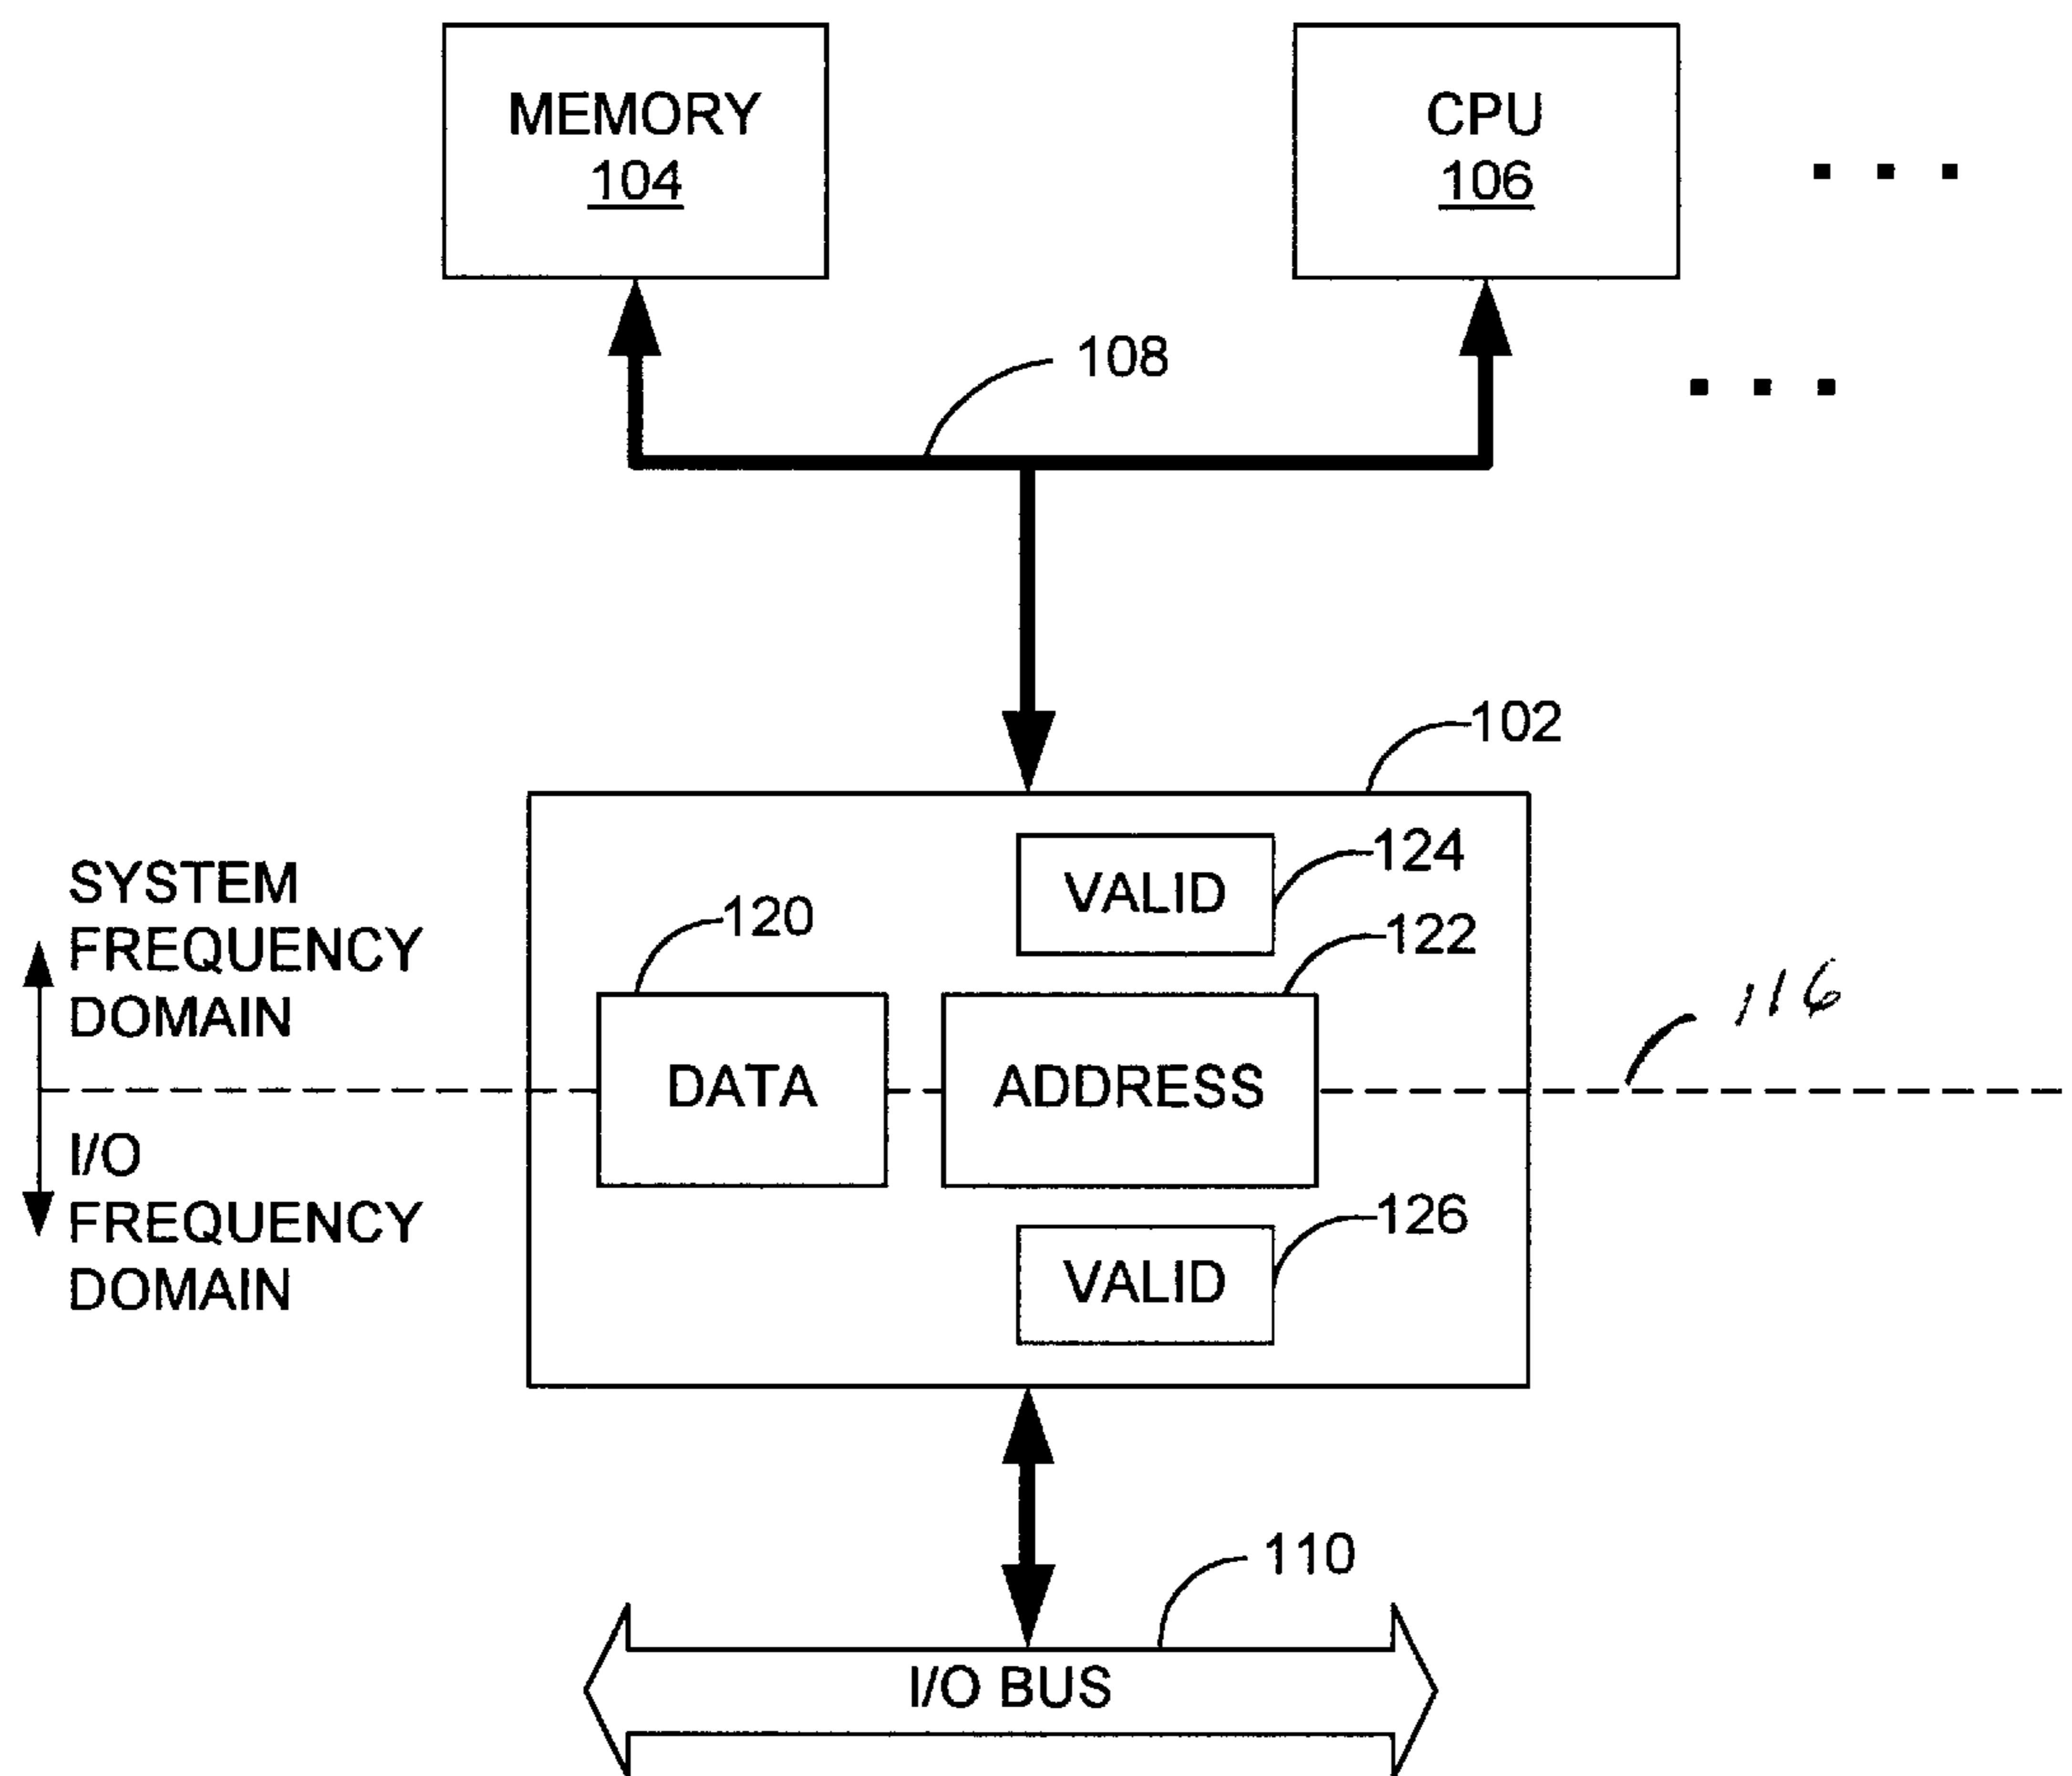 MEMORY
104
CPU
106
108
102
124
VALID
SYSTEM
FREQUENCY
DOMAIN
120
122
116
DATA
ADDRESS
I/O
FREQUENCY
DOMAIN
126
VALID
110
I/O BUS